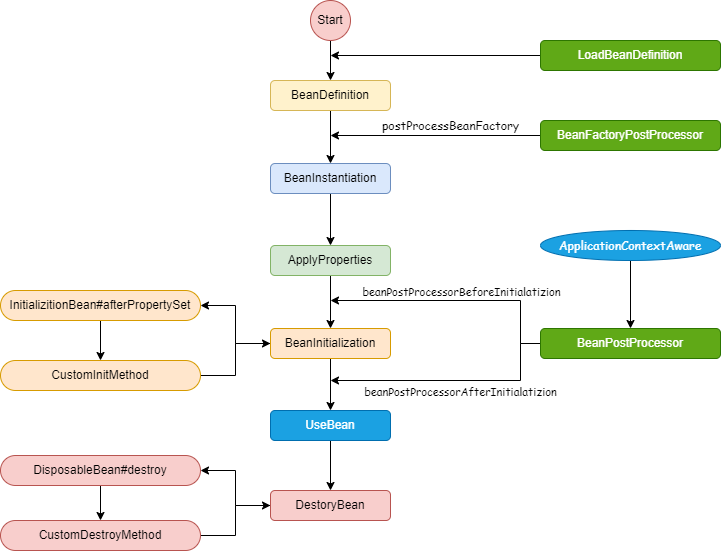 Start
LoadBeanDefinition
BeanDefinition
postProcessBeanFactory
BeanFactoryPostProcessor
BeanInstantiation
ApplicationContextAware
ApplyProperties
beanPostProcessorBeforeInitialatizion
InitializitionBean#afterPropertySet
BeanInitialization
BeanPostProcessor
CustomInitMethod
beanPostProcessorAfterInitialatizion
UseBean
DisposableBean#destroy
DestoryBean
CustomDestroyMethod